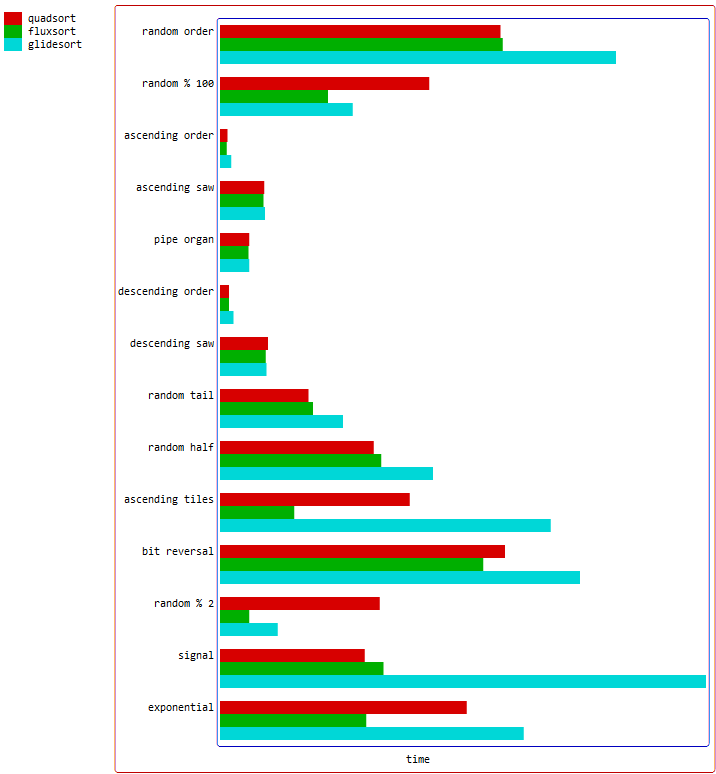 quadsort
fluxsort
glidesort
random order
random % 100
ascending order
ascending saw
pipe organ
descending order
descending saw
random tail
random half
ascending tiles
bit reversal
random % 2
signal
exponential
time